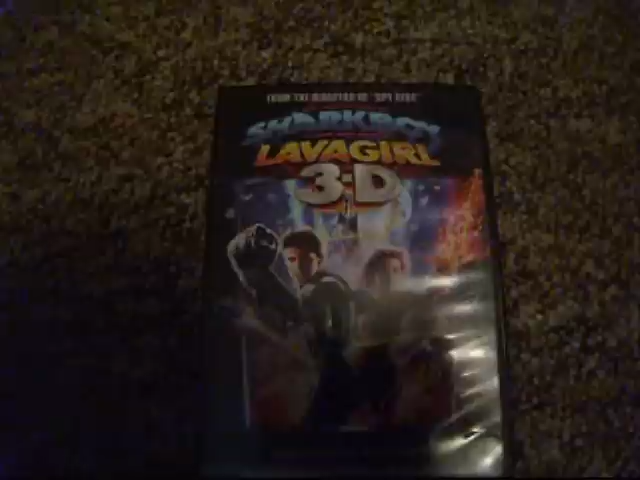 FROM THE DIRECTOR OF "SPY KIDS"
SHARKBOY
LAVAGIRL
3-D